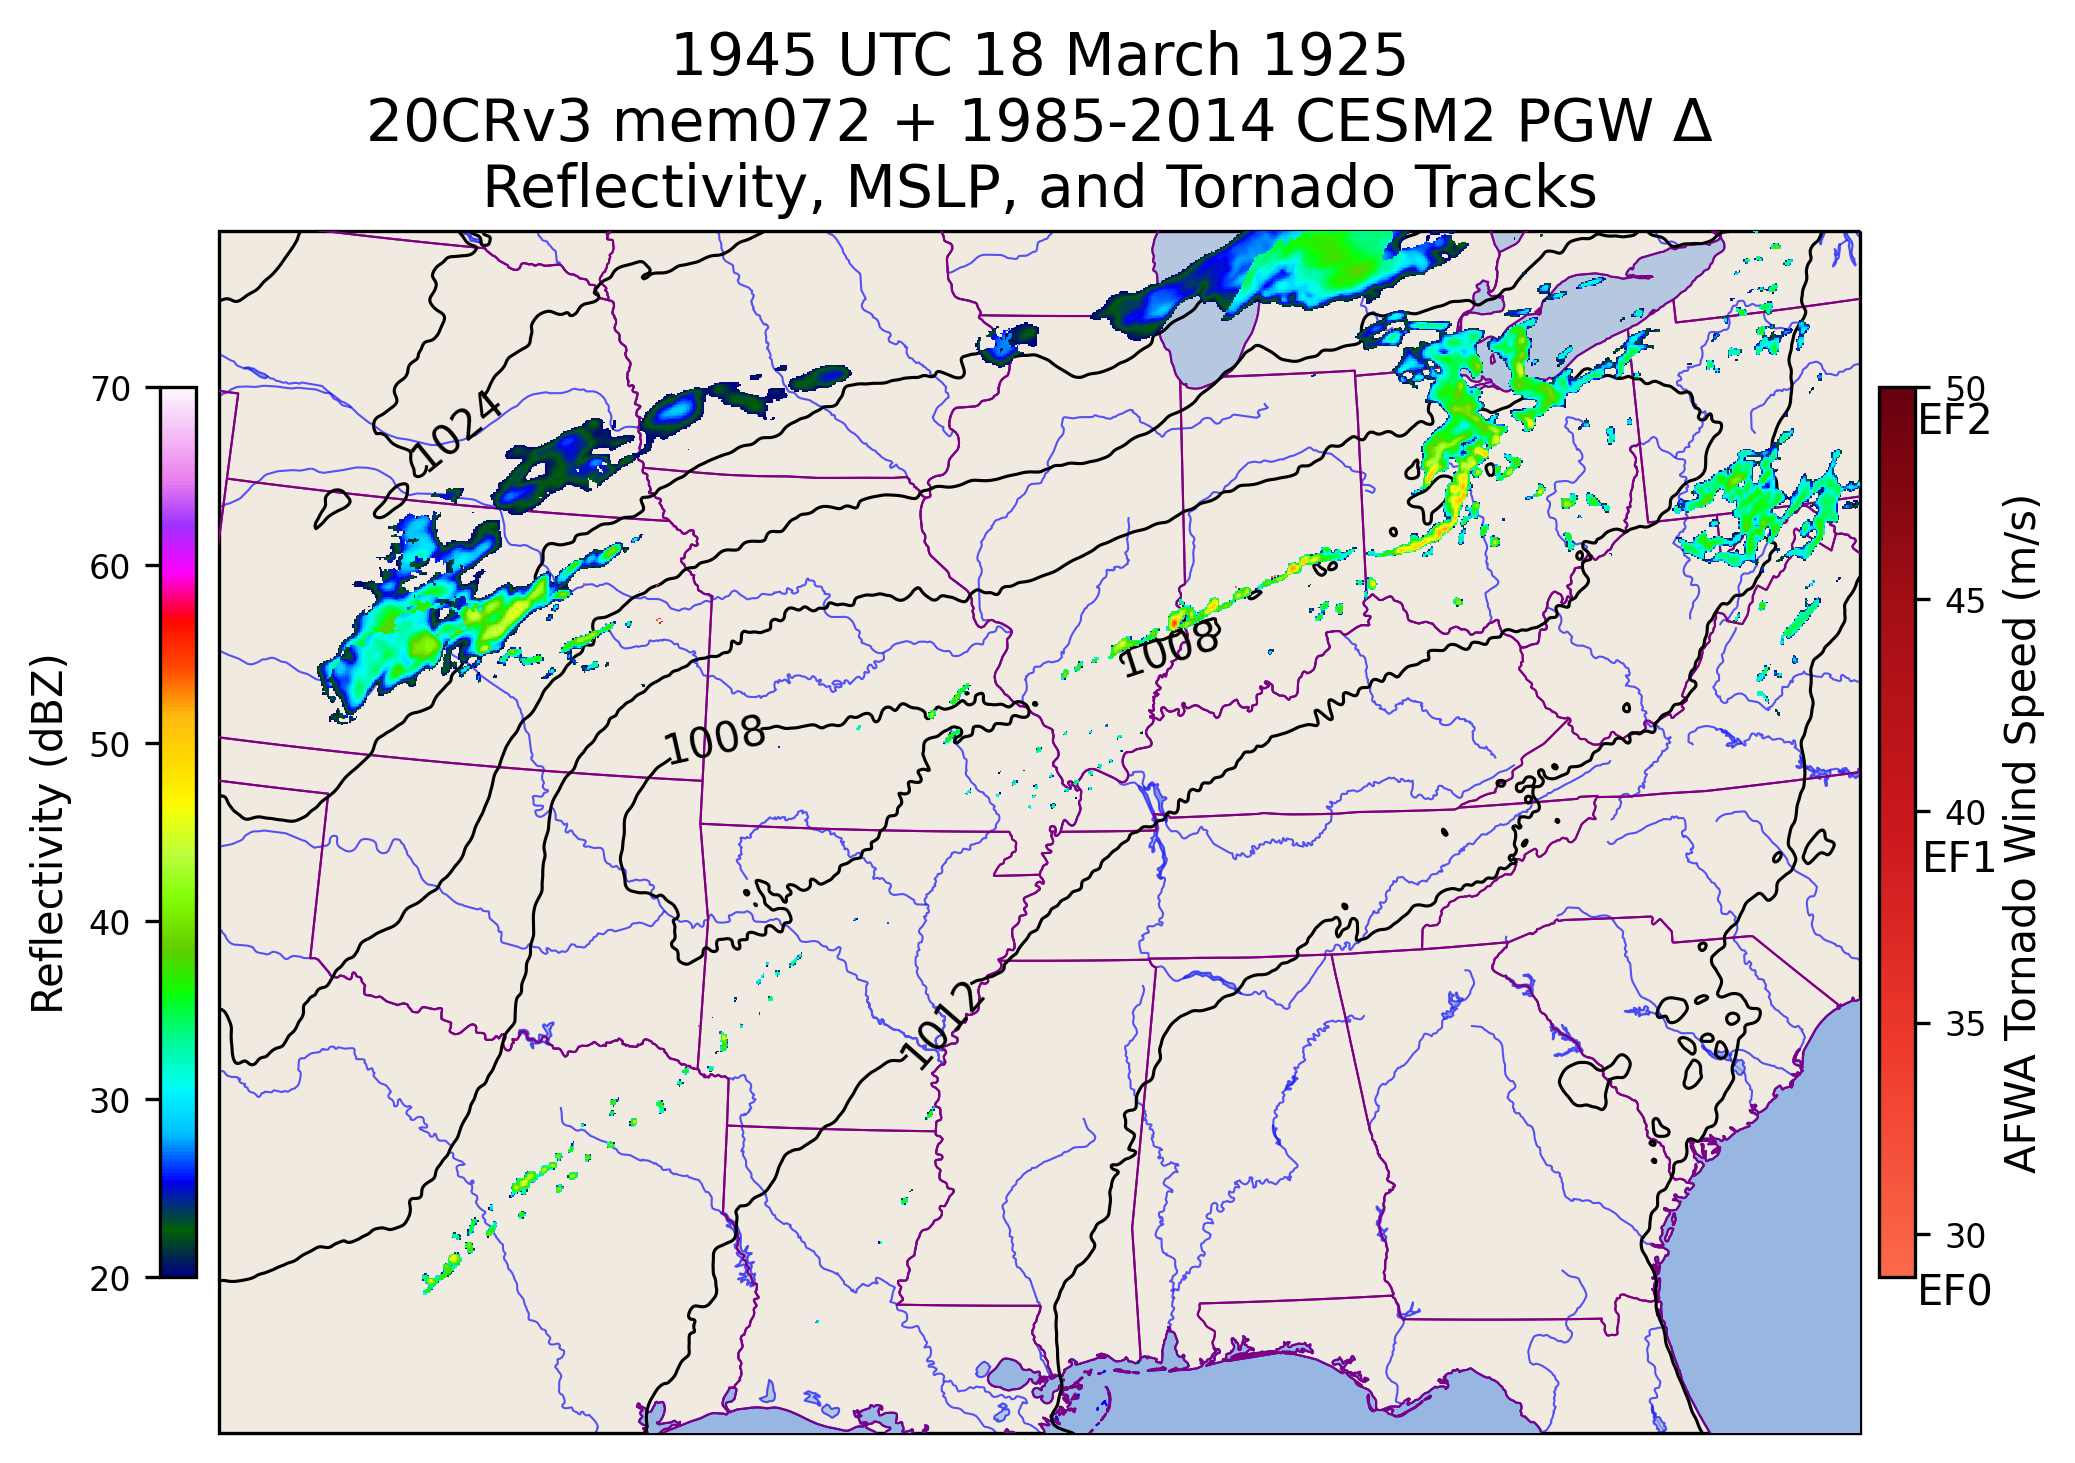 1945 UTC 18 March 1925
20CRv3 mem072 + 1985-2014 CESM2 PGW Δ
Reflectivity, MSLP, and Tornado Tracks
70
60
50
40
30
20
Reflectivity (dBZ)
1024
1008
1008
1012
50
EF2
45
40
EF1
35
30
EF0
AFWA Tornado Wind Speed (m/s)